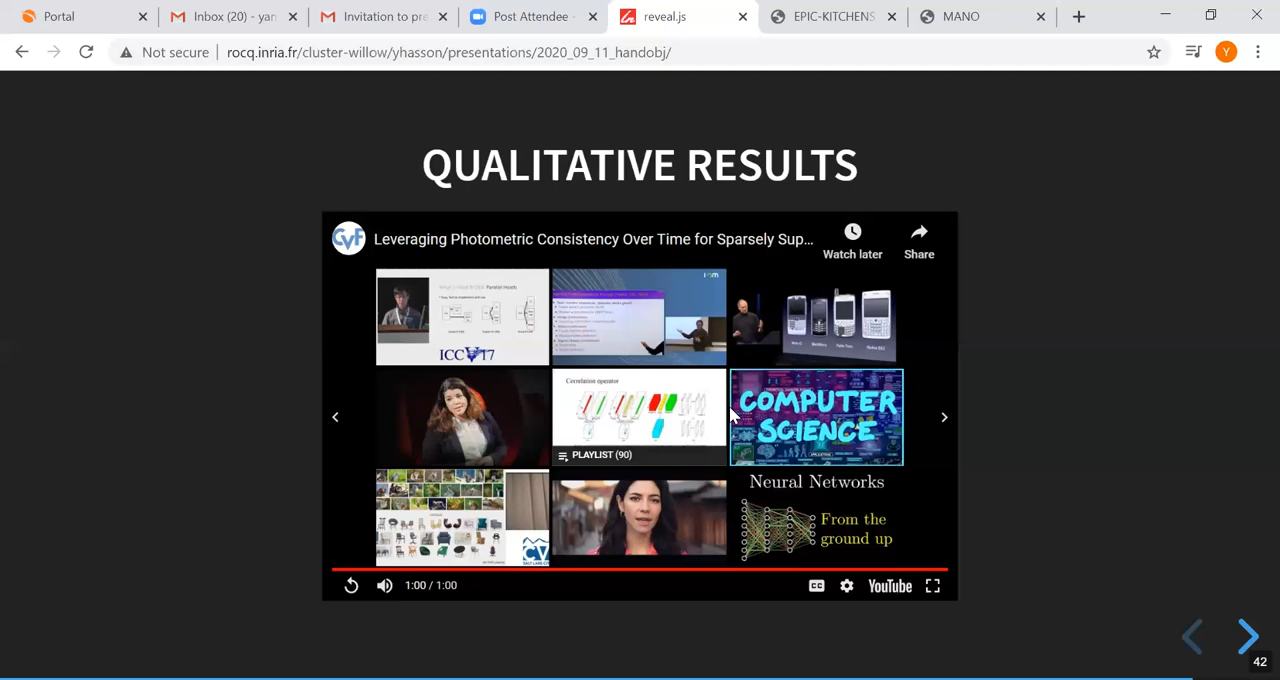 Portal
Inbox (20) - yan
Invitation to pre
Post Attendee -
reveal.js
EPIC-KITCHENS
MANO
Not secure
rocq.inria.fr/cluster-willow/yhasson/presentations/2020_09_11_handobj/
Y
QUALITATIVE RESULTS
Leveraging Photometric Consistency Over Time for Sparsely Sup...
Watch later
Share
ICCV17
Correlation operator
PLAYLIST (90)
COMPUTER
SCIENCE
Neural Networks
From the
ground up
1:00 / 1:00
CC
YouTube
42